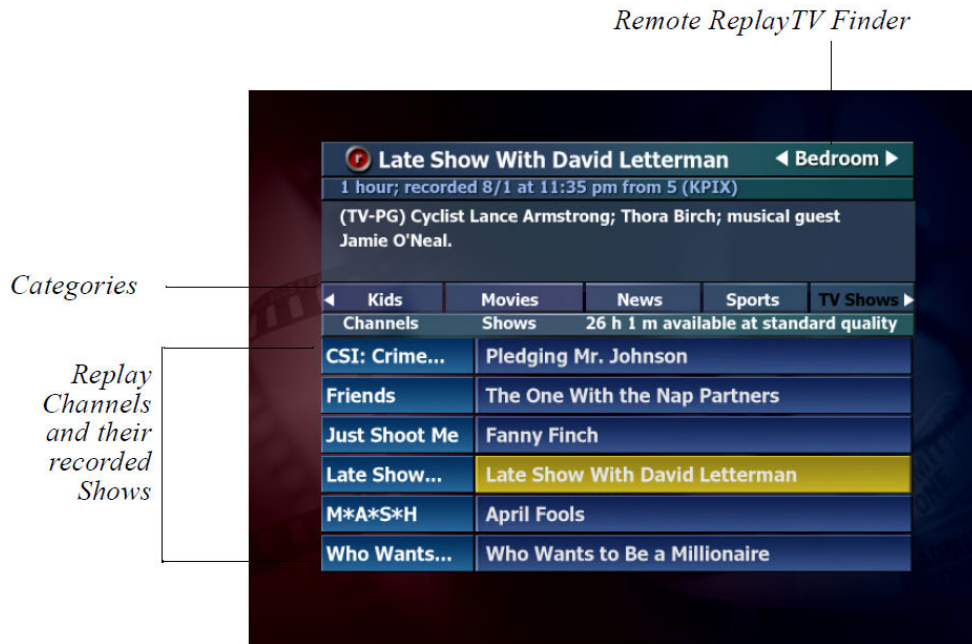 Remote ReplayTV Finder
r Late Show With David Letterman ◀ Bedroom ▶
1 hour; recorded 8/1 at 11:35 pm from 5 (KPIX)
(TV-PG) Cyclist Lance Armstrong; Thora Birch; musical guest
Jamie O'Neal.
Categories
◀ Kids Movies News Sports TV Shows ▶
Channels Shows 26 h 1 m available at standard quality
Replay
Channels
and their
recorded
Shows
CSI: Crime... Pledging Mr. Johnson
Friends The One With the Nap Partners
Just Shoot Me Fanny Finch
Late Show... Late Show With David Letterman
M*A*S*H April Fools
Who Wants... Who Wants to Be a Millionaire